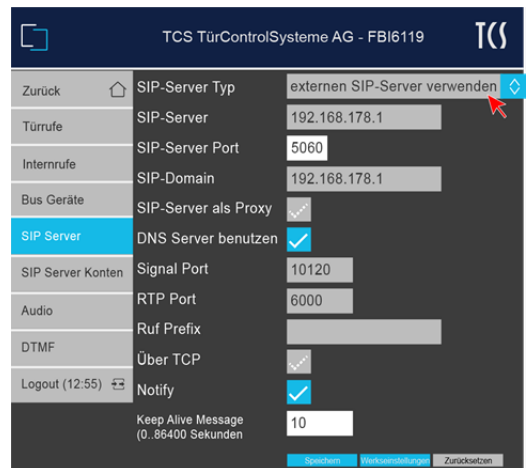 TCS TürControlSysteme AG - FBI6119
TCS
Zurück
Türrufe
Internrufe
Bus Geräte
SIP Server
SIP Server Konten
Audio
DTMF
Logout (12:55)
SIP-Server Typ externen SIP-Server verwenden
SIP-Server 192.168.178.1
SIP-Server Port 5060
SIP-Domain 192.168.178.1
SIP-Server als Proxy
DNS Server benutzen
Signal Port 10120
RTP Port 6000
Ruf Prefix
Über TCP
Notify
Keep Alive Message 10
(0..86400 Sekunden
Speichern Werkseinstellungen Zurücksetzen